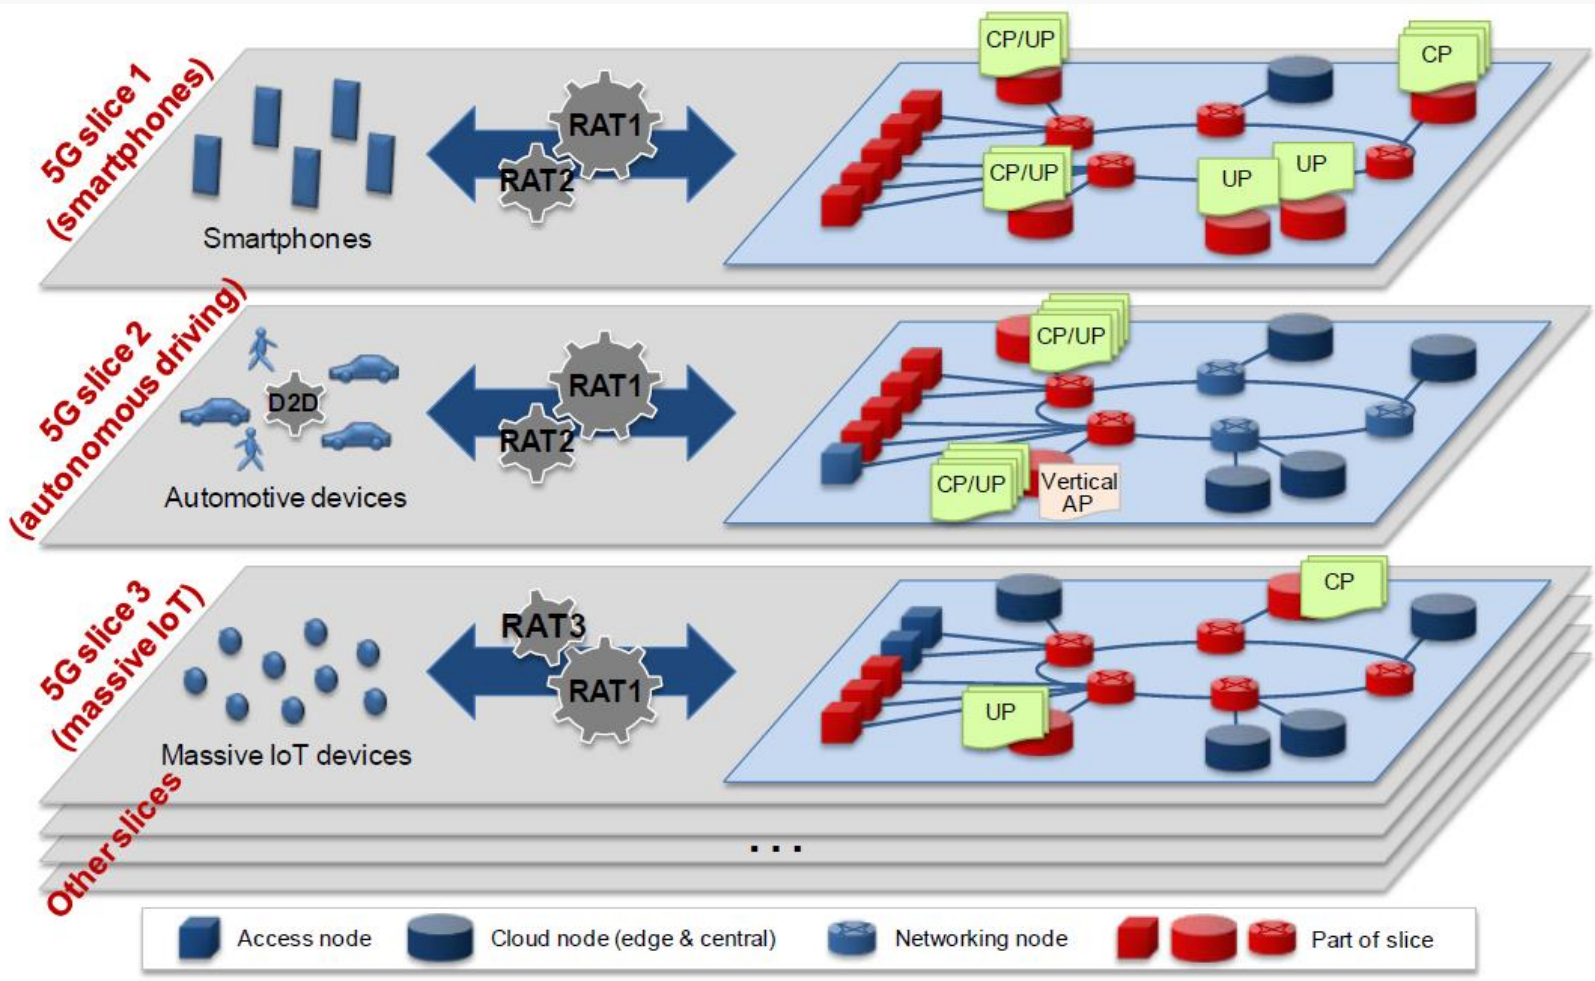 5G slice 1
(smartphones)
Smartphones
RAT1
RAT2
CP/UP
CP
CP/UP
UP
UP
5G slice 2
(autonomous driving)
D2D
Automotive devices
RAT1
RAT2
CP/UP
CP/UP
Vertical
AP
5G slice 3
(massive IoT)
Massive IoT devices
RAT3
RAT1
CP
UP
Other slices
...
Access node
Cloud node (edge & central)
Networking node
Part of slice